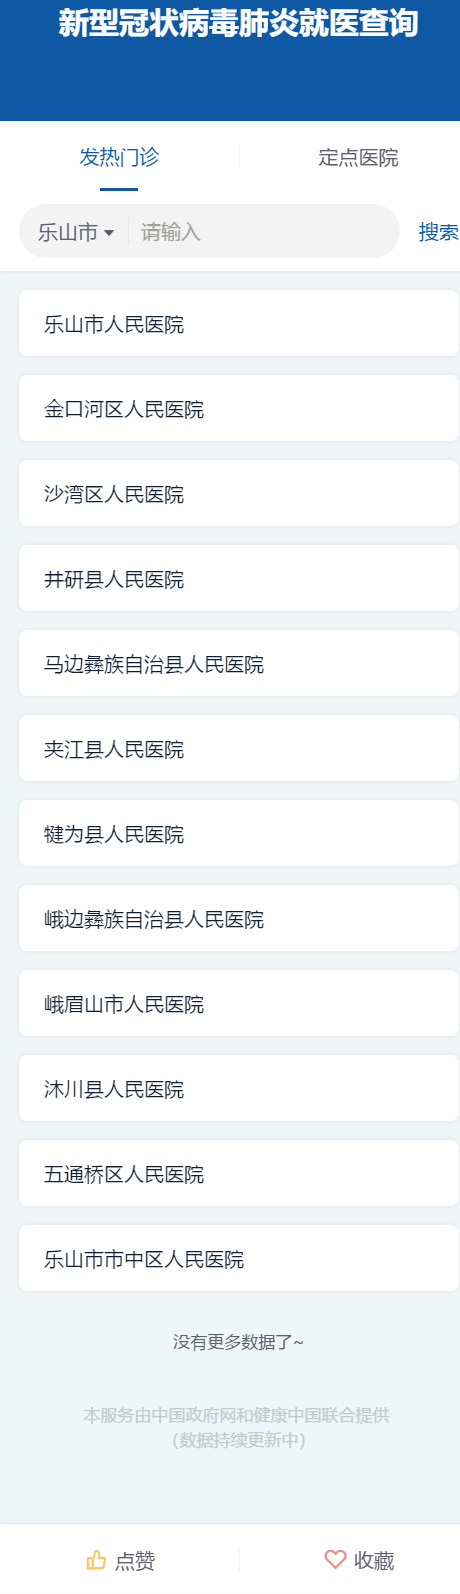 新型冠状病毒肺炎就医查询
发热门诊
定点医院
乐山市 请输入 搜索
乐山市人民医院
金口河区人民医院
沙湾区人民医院
井研县人民医院
马边彝族自治县人民医院
夹江县人民医院
犍为县人民医院
峨边彝族自治县人民医院
峨眉山市人民医院
沐川县人民医院
五通桥区人民医院
乐山市市中区人民医院
没有更多数据了~
本服务由中国政府网和健康中国联合提供
（数据持续更新中）
点赞
收藏